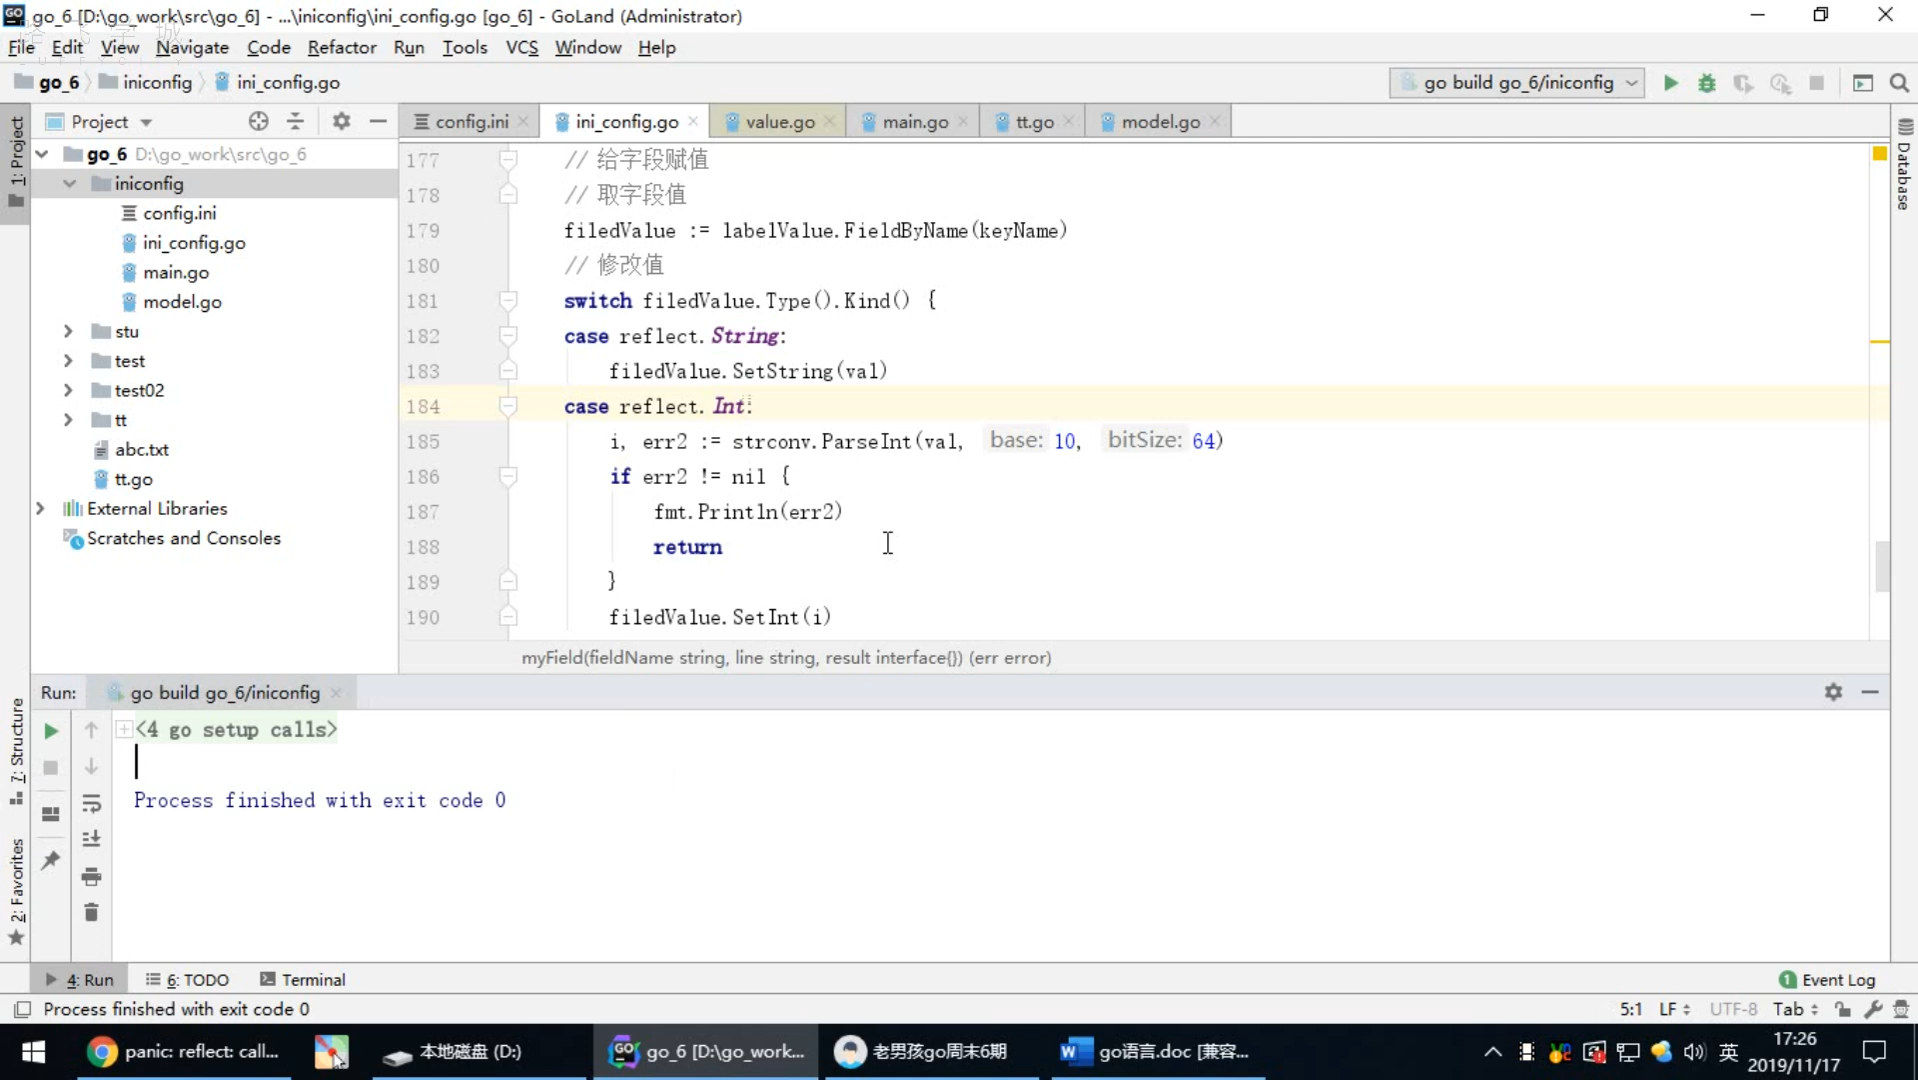 go_6 [D:\go_work\src\go_6] - ...\iniconfig\ini_config.go [go_6] - GoLand (Administrator)
File Edit View Navigate Code Refactor Run Tools VCS Window Help
go_6 iniconfig ini_config.go
go build go_6/iniconfig
Project
config.ini ini_config.go value.go main.go tt.go model.go
1: Project
Database
go_6 D:\go_work\src\go_6
iniconfig
config.ini
ini_config.go
main.go
model.go
stu
test
test02
tt
abc.txt
tt.go
External Libraries
Scratches and Consoles
177 // 给字段赋值
178 // 取字段值
179 filedValue := labelValue.FieldByName(keyName)
180 // 修改值
181 switch filedValue.Type().Kind() {
182 case reflect.String:
183 filedValue.SetString(val)
184 case reflect.Int:
185 i, err2 := strconv.ParseInt(val, base: 10, bitSize: 64)
186 if err2 != nil {
187 fmt.Println(err2)
188 return
189 }
190 filedValue.SetInt(i)
myField(fieldName string, line string, result interface{}) (err error)
Run: go build go_6/iniconfig
7: Structure
2: Favorites
<4 go setup calls>
Process finished with exit code 0
4: Run 6: TODO Terminal
1 Event Log
Process finished with exit code 0
5:1 LF UTF-8 Tab
panic: reflect: call...
本地磁盘 (D:)
go_6 [D:\go_work...
老男孩go周末6期
go语言.doc [兼容...
英
17:26
2019/11/17